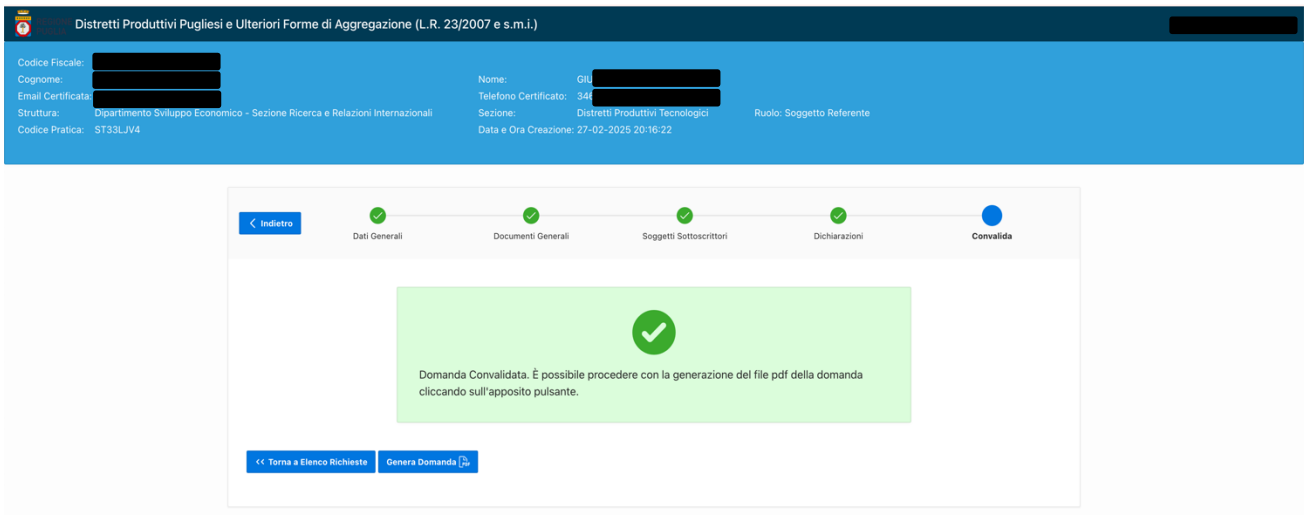 Distretti Produttivi Pugliesi e Ulteriori Forme di Aggregazione (L.R. 23/2007 e s.m.i.)
Codice Fiscale:
Cognome:
Nome: GIU
Email Certificata:
Telefono Certificato: 346
Struttura: Dipartimento Sviluppo Economico - Sezione Ricerca e Relazioni Internazionali
Sezione: Distretti Produttivi Tecnologici
Ruolo: Soggetto Referente
Codice Pratica: ST33LJV4
Data e Ora Creazione: 27-02-2025 20:16:22
< Indietro
Dati Generali
Documenti Generali
Soggetti Sottoscrittori
Dichiarazioni
Convalida
Domanda Convalidata. È possibile procedere con la generazione del file pdf della domanda
cliccando sull'apposito pulsante.
<< Torna a Elenco Richieste
Genera Domanda